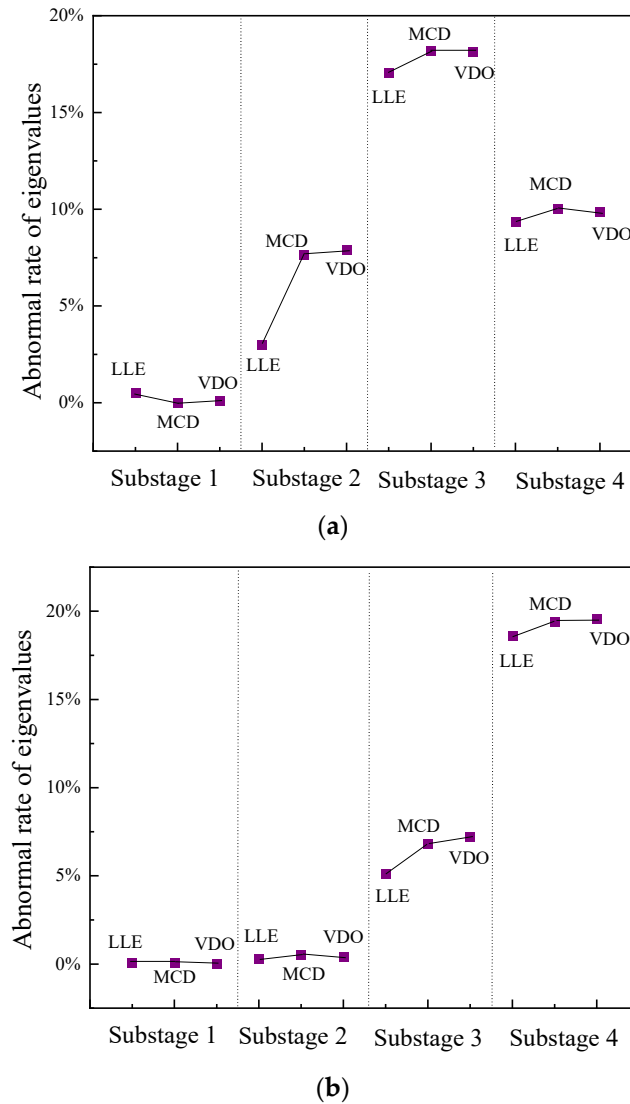 Abnormal rate of eigenvalues
20%
15%
10%
5%
0%
LLE
MCD
VDO
LLE
MCD
VDO
LLE
MCD
VDO
LLE
MCD
VDO
Substage 1 Substage 2 Substage 3 Substage 4
(a)
Abnormal rate of eigenvalues
20%
15%
10%
5%
0%
LLE
MCD
VDO
LLE
MCD
VDO
LLE
MCD
VDO
LLE
MCD
VDO
Substage 1 Substage 2 Substage 3 Substage 4
(b)